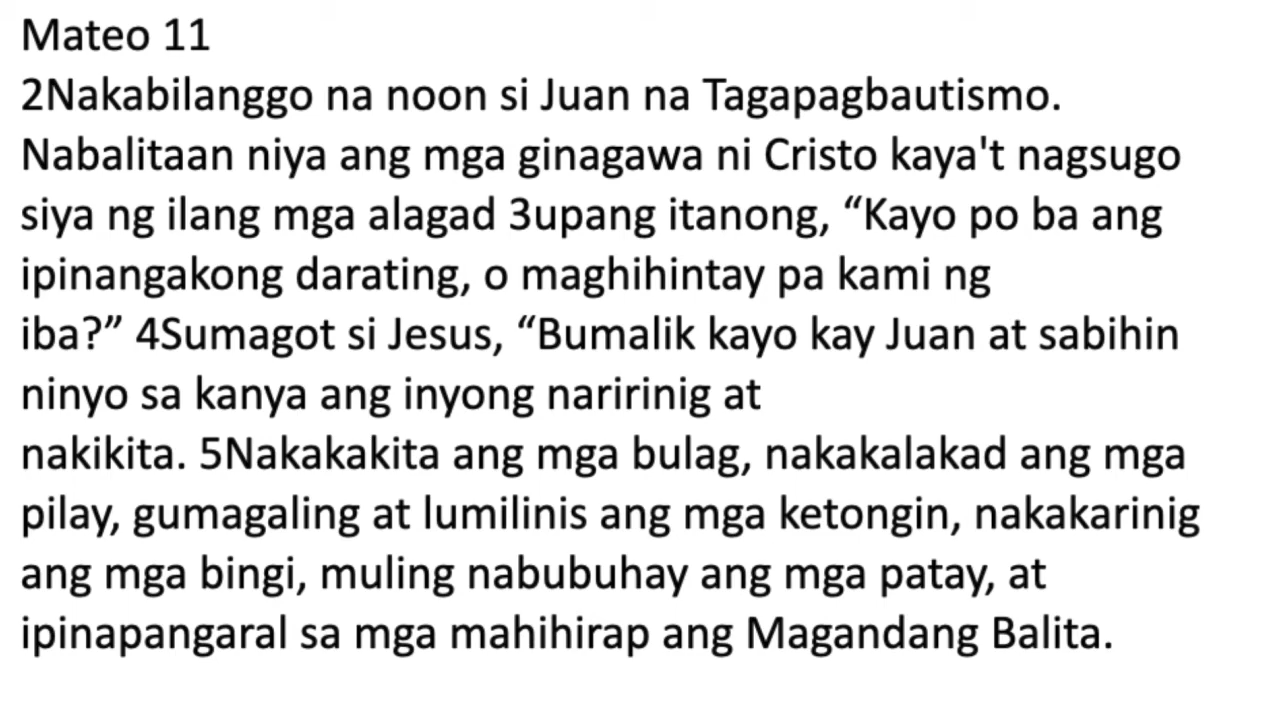 Mateo 11
2Nakabilanggo na noon si Juan na Tagapagbautismo.
Nabalitaan niya ang mga ginagawa ni Cristo kaya't nagsugo
siya ng ilang mga alagad 3upang itanong, “Kayo po ba ang
ipinangakong darating, o maghihintay pa kami ng
iba?” 4Sumagot si Jesus, “Bumalik kayo kay Juan at sabihin
ninyo sa kanya ang inyong naririnig at
nakikita. 5Nakakakita ang mga bulag, nakakalakad ang mga
pilay, gumagaling at lumilinis ang mga ketongin, nakakarinig
ang mga bingi, muling nabubuhay ang mga patay, at
ipinapangaral sa mga mahihirap ang Magandang Balita.